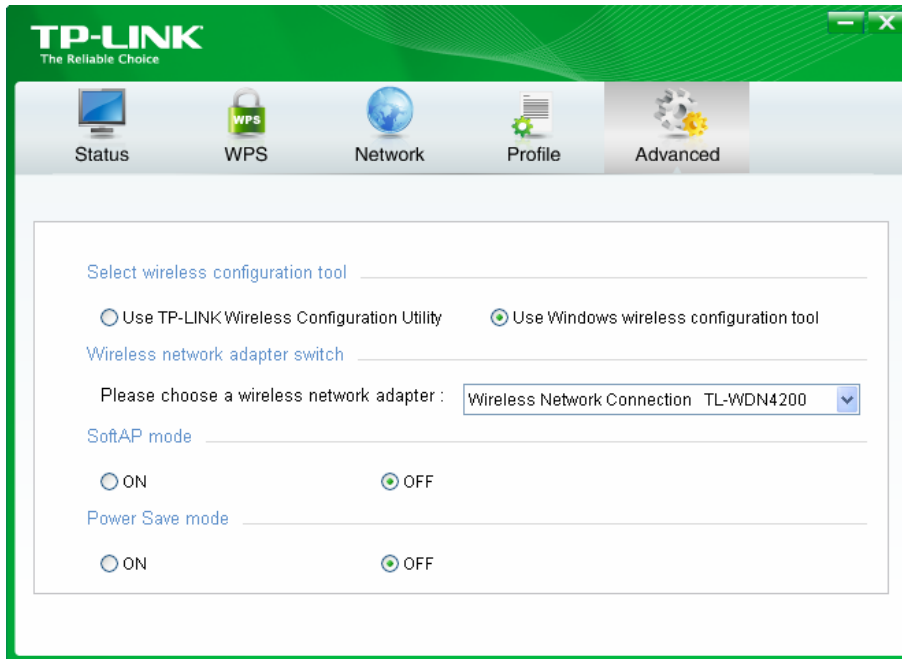 TP-LINK
The Reliable Choice
Status
WPS
WPS
Network
Profile
Advanced
Select wireless configuration tool
Use TP-LINK Wireless Configuration Utility
Use Windows wireless configuration tool
Wireless network adapter switch
Please choose a wireless network adapter :
Wireless Network Connection TL-WDN4200
SoftAP mode
ON
OFF
Power Save mode
ON
OFF